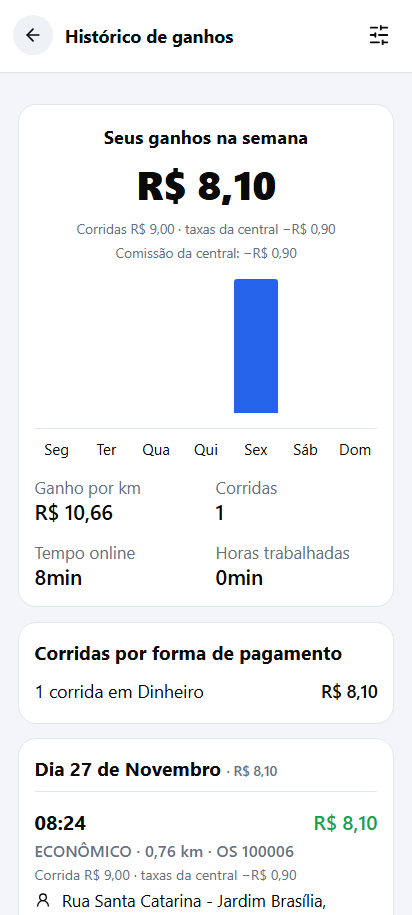 Histórico de ganhos
Seus ganhos na semana
R$ 8,10
Corridas R$ 9,00 · taxas da central −R$ 0,90
Comissão da central: −R$ 0,90
Seg Ter Qua Qui Sex Sáb Dom
Ganho por km Corridas
R$ 10,66 1
Tempo online Horas trabalhadas
8min 0min
Corridas por forma de pagamento
1 corrida em Dinheiro R$ 8,10
Dia 27 de Novembro · R$ 8,10
08:24 R$ 8,10
ECONÔMICO · 0,76 km · OS 100006
Corrida R$ 9,00 · taxas da central −R$ 0,90
Rua Santa Catarina - Jardim Brasília,